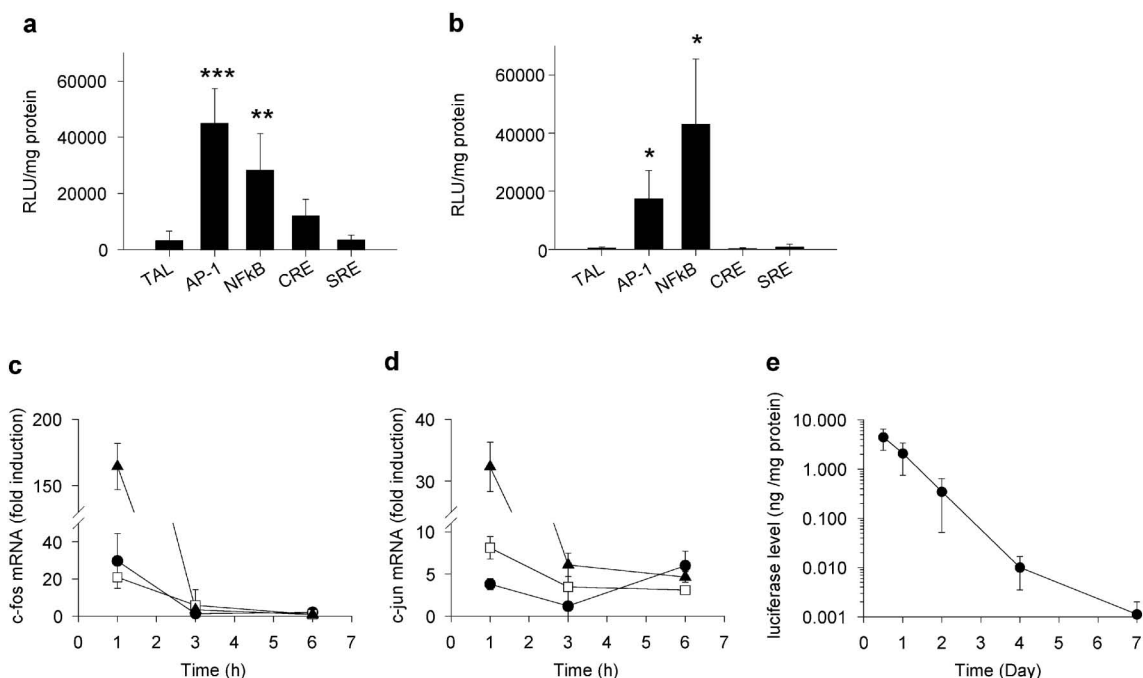 a
RLU/mg protein
60000
40000
20000
0
***
**
TAL AP-1 NFkB CRE SRE
b
RLU/mg protein
60000
40000
20000
0
*
*
TAL AP-1 NFkB CRE SRE
c
c-fos mRNA (fold induction)
200
150
100
40
20
0
0 1 2 3 4 5 6 7
Time (h)
d
c-jun mRNA (fold induction)
40
30
10
5
0
0 1 2 3 4 5 6 7
Time (h)
e
luciferase level (ng /mg protein)
10.000
1.000
0.100
0.010
0.001
0 1 2 3 4 5 6 7
Time (Day)